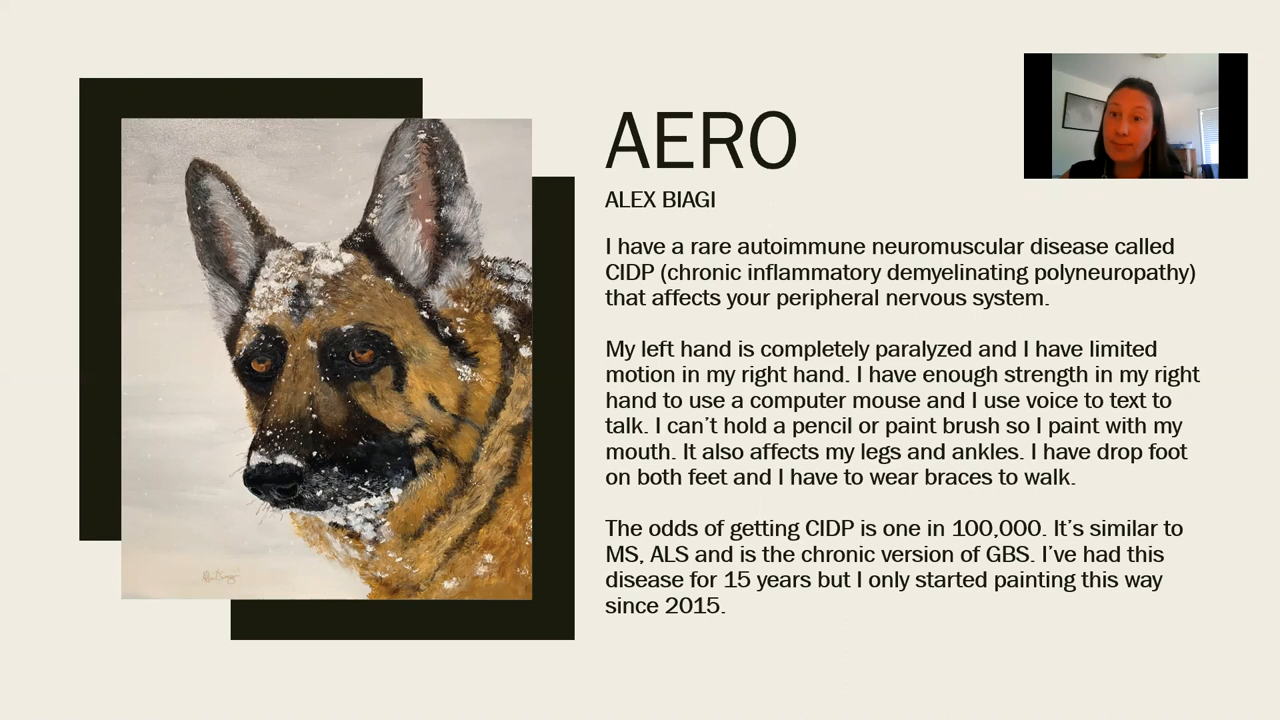 AERO
ALEX BIAGI
I have a rare autoimmune neuromuscular disease called
CIDP (chronic inflammatory demyelinating polyneuropathy)
that affects your peripheral nervous system.
My left hand is completely paralyzed and I have limited
motion in my right hand. I have enough strength in my right
hand to use a computer mouse and I use voice to text to
talk. I can’t hold a pencil or paint brush so I paint with my
mouth. It also affects my legs and ankles. I have drop foot
on both feet and I have to wear braces to walk.
The odds of getting CIDP is one in 100,000. It’s similar to
MS, ALS and is the chronic version of GBS. I’ve had this
disease for 15 years but I only started painting this way
since 2015.